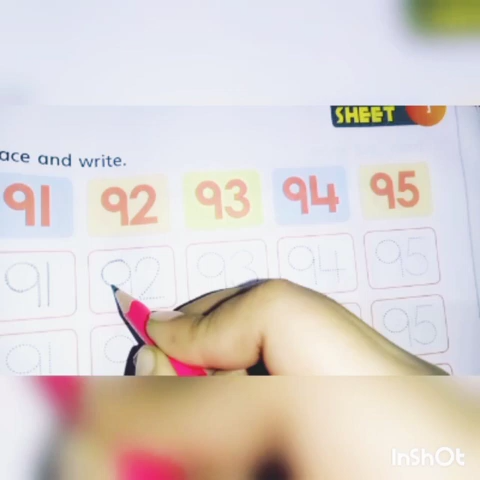 SHEET
ace and write.
91 92 93 94 95
91 92 93 94 95
91 95
InShOt